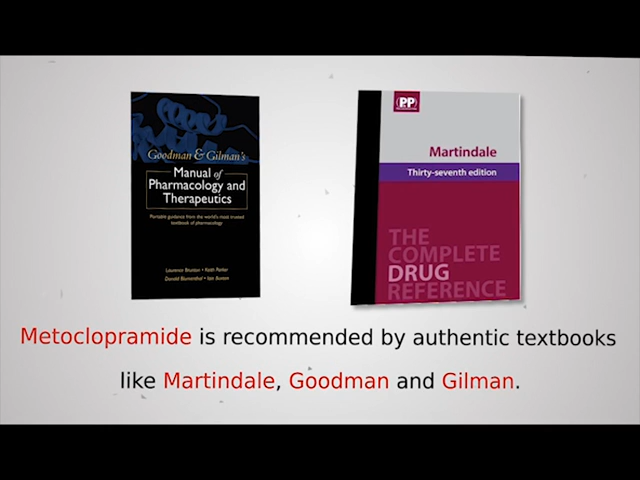 Goodman & Gilman's
Manual of
Pharmacology and
Therapeutics
Portable guidance from the world's most trusted
textbook of pharmacology
Laurence Brunton • Keith Parker
Donald Blumenthal • Iain Buxton
PP
Martindale
Thirty-seventh edition
THE
COMPLETE
DRUG
REFERENCE
Metoclopramide is recommended by authentic textbooks
like Martindale, Goodman and Gilman.